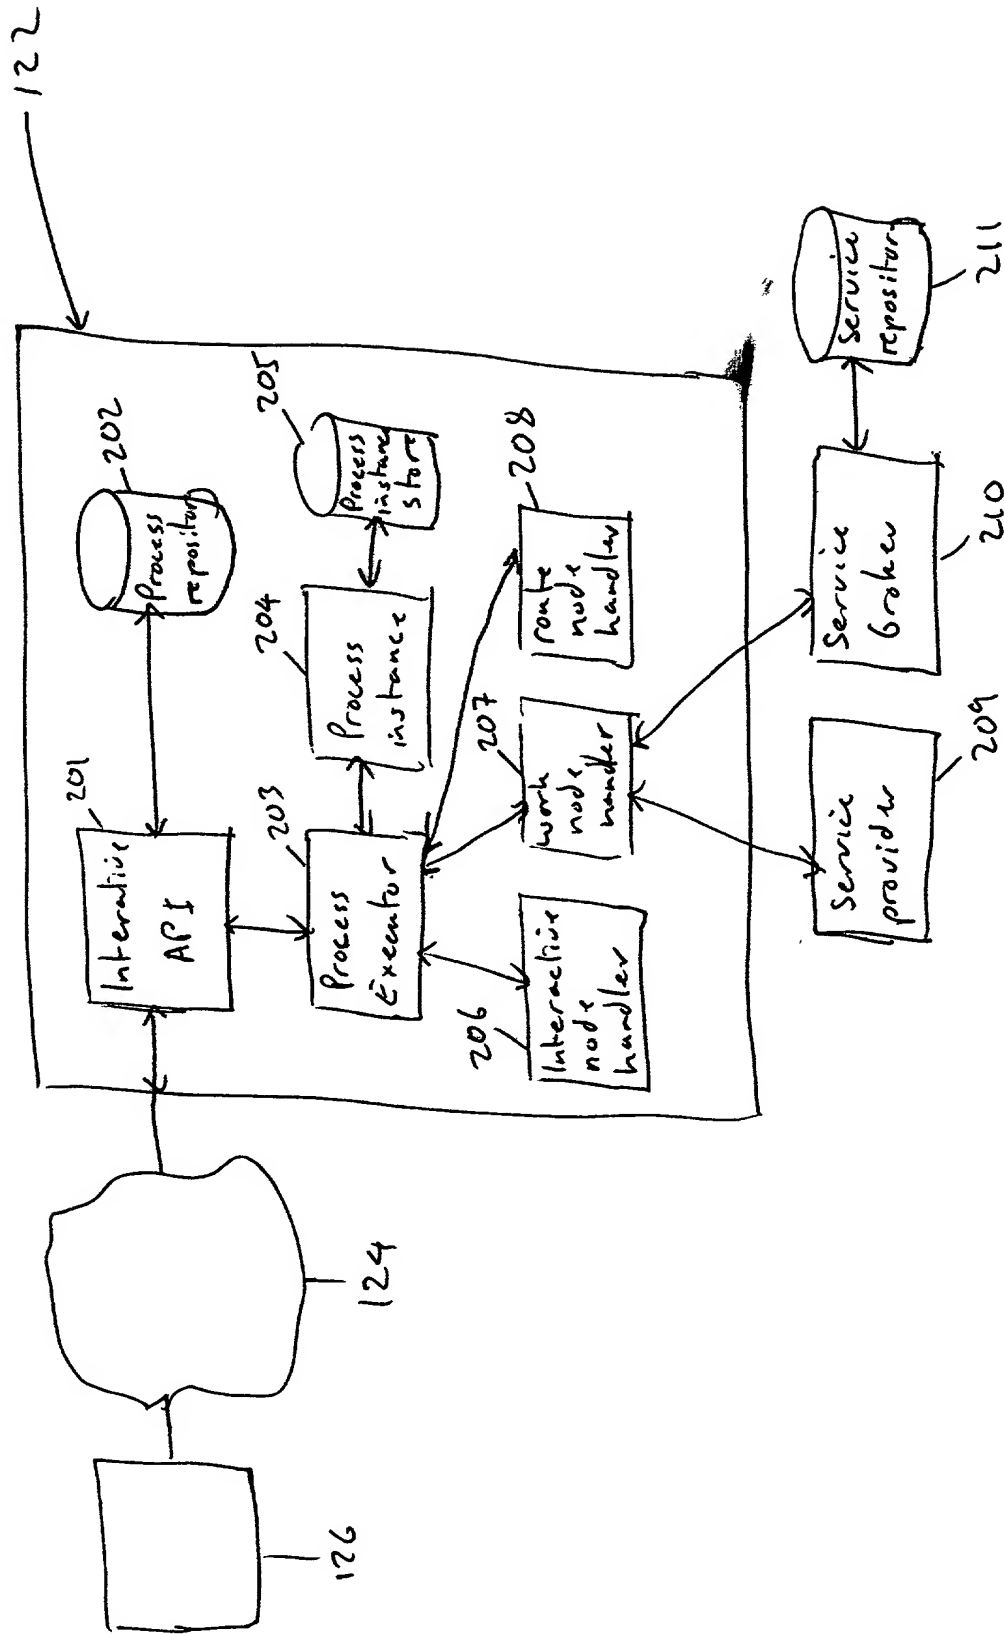 122
201
Interative
API
202
Process
repository
203
Process
Executor
204
Process
instance
205
Process
instance
store
206
Interactive
node
handler
207
work
node
handler
208
route
node
handler
126
124
Service
provider
209
Service
broker
210
Service
repository
211